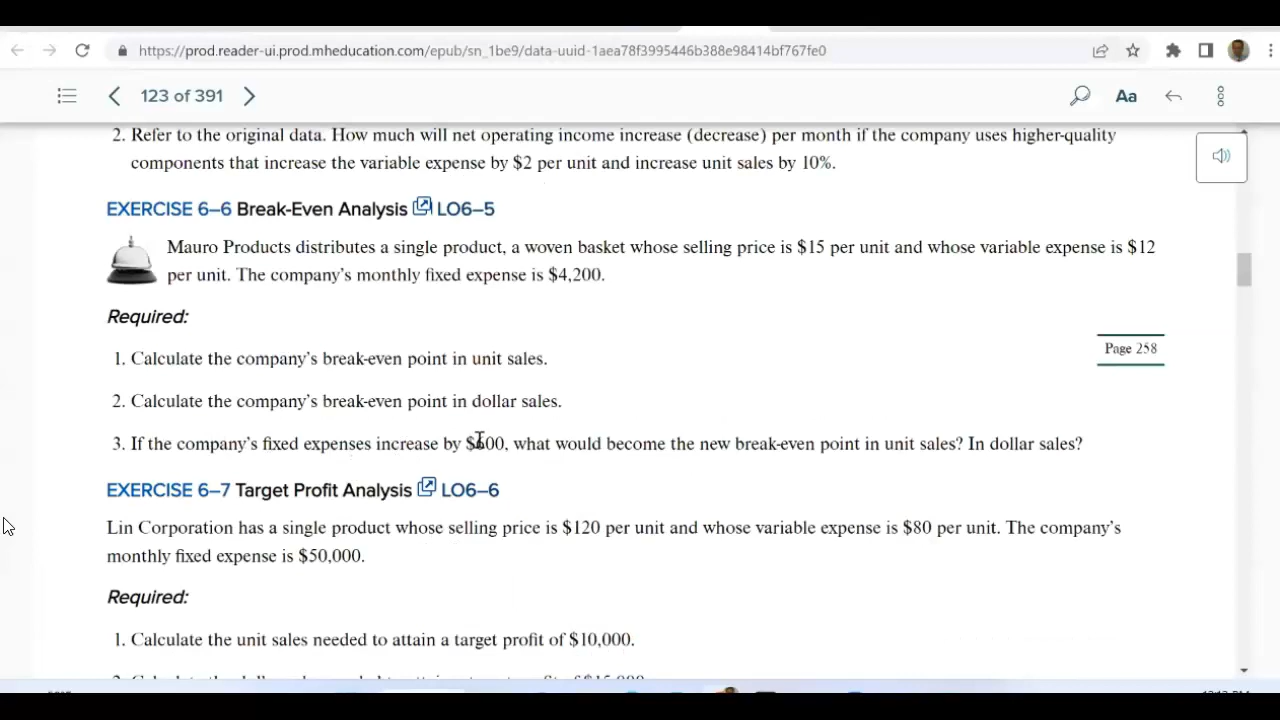 https://prod.reader-ui.prod.mheducation.com/epub/sn_1be9/data-uuid-1aea78f3995446b388e98414bf767fe0
123 of 391
Aa
2. Refer to the original data. How much will net operating income increase (decrease) per month if the company uses higher-quality
components that increase the variable expense by $2 per unit and increase unit sales by 10%.
EXERCISE 6–6 Break-Even Analysis LO6–5
Mauro Products distributes a single product, a woven basket whose selling price is $15 per unit and whose variable expense is $12
per unit. The company’s monthly fixed expense is $4,200.
Required:
1. Calculate the company’s break-even point in unit sales.
Page 258
2. Calculate the company’s break-even point in dollar sales.
3. If the company’s fixed expenses increase by $600, what would become the new break-even point in unit sales? In dollar sales?
EXERCISE 6–7 Target Profit Analysis LO6–6
Lin Corporation has a single product whose selling price is $120 per unit and whose variable expense is $80 per unit. The company’s
monthly fixed expense is $50,000.
Required:
1. Calculate the unit sales needed to attain a target profit of $10,000.